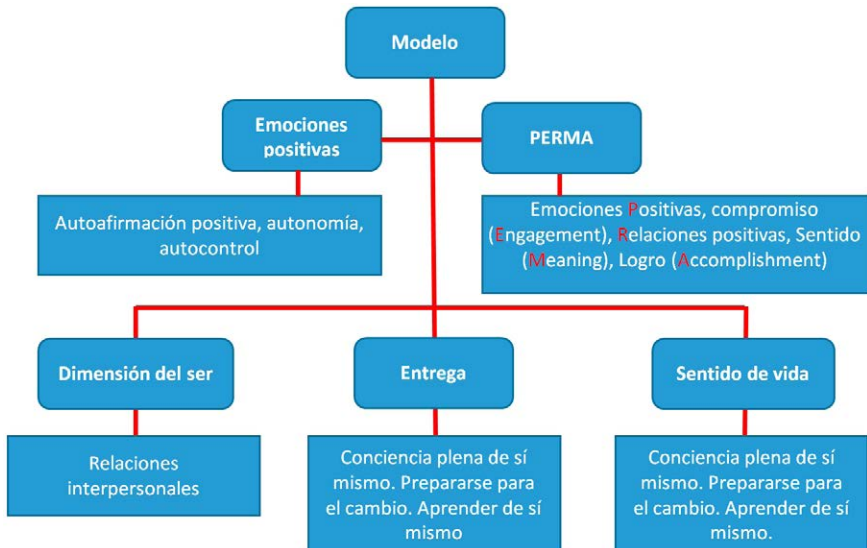 Modelo
Emociones
positivas
PERMA
Autoafirmación positiva, autonomía,
autocontrol
Emociones Positivas, compromiso
(Engagement), Relaciones positivas, Sentido
(Meaning), Logro (Accomplishment)
Dimensión del ser
Entrega
Sentido de vida
Relaciones
interpersonales
Conciencia plena de sí
mismo. Prepararse para
el cambio. Aprender de sí
mismo
Conciencia plena de sí
mismo. Prepararse para
el cambio. Aprender de sí
mismo.